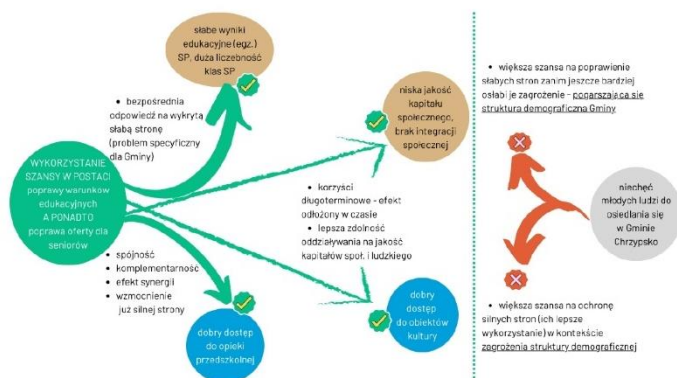 słabe wyniki
edukacyjne (egz.)
SP, duża liczebność
klas SP
• bezpośrednia
odpowiedź na wykrytą
słabą stronę
(problem specyficzny
dla Gminy)
WYKORZYSTANIE
SZANSY W POSTACI
poprawy warunków
edukacyjnych
A PONADTO
poprawa oferty dla
seniorów
• spójność
• komplementarność
• efekt synergii
• wzmocnienie
już silnej strony
dobry dostęp
do opieki
przedszkolnej
niska jakość
kapitału
społecznego,
brak integracji
społecznej
• korzyści
długoterminowe - efekt
odłożony w czasie
• lepsza zdolność
oddziaływania na jakość
kapitałów społ. i ludzkiego
dobry
dostęp
do obiektów
kultury
• większa szansa na poprawienie
słabych stron zanim jeszcze bardziej
osłabi je zagrożenie - pogarszająca się
struktura demograficzna Gminy
niechęć
młodych ludzi do
osiedlania się
w Gminie
Chrzypsko
• większa szansa na ochronę
silnych stron (ich lepsze
wykorzystanie) w kontekście
zagrożenia struktury demograficznej